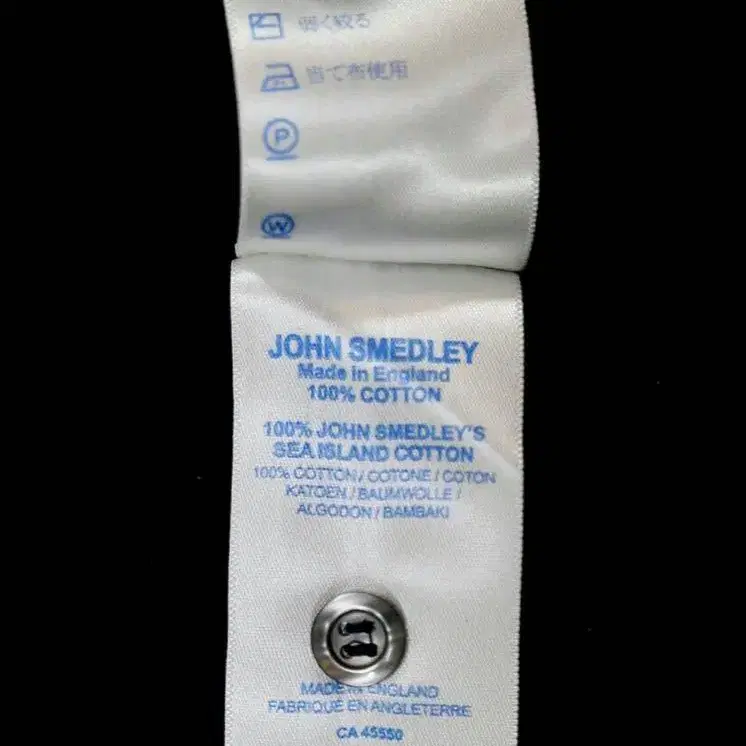 弱く絞る
当て布使用
P
W
JOHN SMEDLEY
Made in England
100% COTTON
100% JOHN SMEDLEY'S
SEA ISLAND COTTON
100% COTTON / COTONE / COTON
KATOEN / BAUMWOLLE /
ALGODON / BAMBAKI
MADE IN ENGLAND
FABRIQUE EN ANGLETERRE
CA 45550